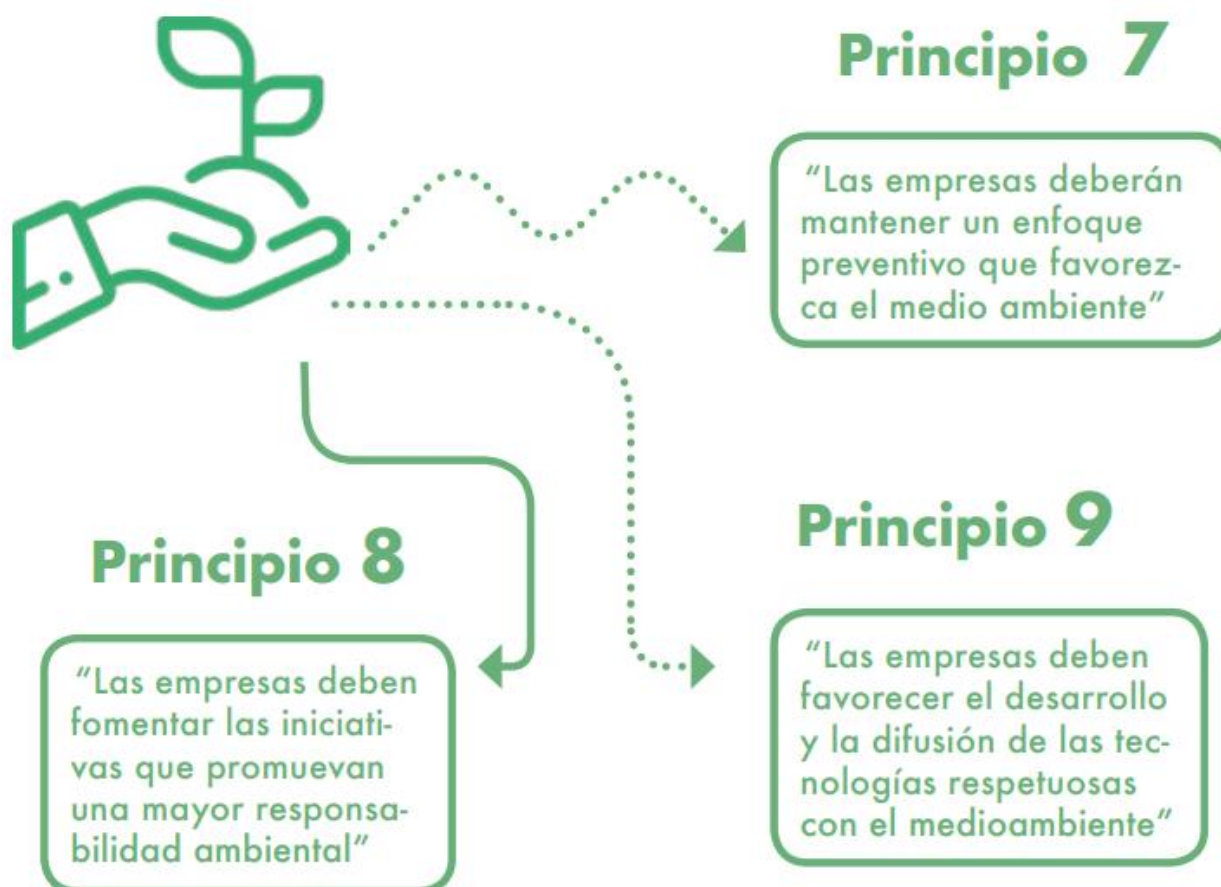 Principio 7
“Las empresas deberán
mantener un enfoque
preventivo que favorez-
ca el medio ambiente”
Principio 8
“Las empresas deben
fomentar las iniciati-
vas que promuevan
una mayor responsa-
bilidad ambiental”
Principio 9
“Las empresas deben
favorecer el desarrollo
y la difusión de las tec-
nologías respetuosas
con el medioambiente”